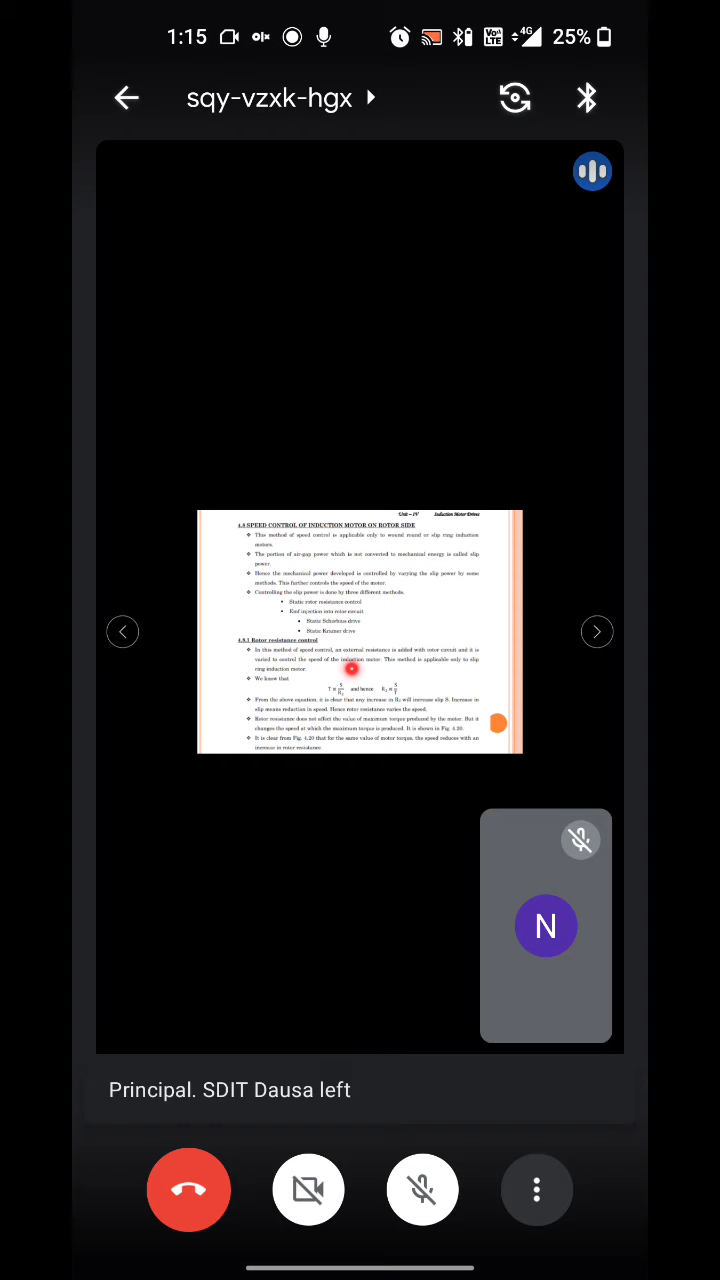 1:15 olx 4G 25%
Vo LTE
sqy-vzxk-hgx
Unit – IV Induction Motor Drives
4.8 SPEED CONTROL OF INDUCTION MOTOR ON ROTOR SIDE
❖ This method of speed control is applicable only to wound round or slip ring induction
motors.
❖ The portion of air-gap power which is not converted to mechanical energy is called slip
power.
❖ Hence the mechanical power developed is controlled by varying the slip power by some
methods. This further controls the speed of the motor.
❖ Controlling the slip power is done by three different methods.
• Static rotor resistance control
• Emf injection into rotor circuit
• Static Scherbius drive
• Static Kramer drive
4.8.1 Rotor resistance control
❖ In this method of speed control, an external resistance is added with rotor circuit and it is
varied to control the speed of the induction motor. This method is applicable only to slip
ring induction motor.
❖ We know that
T ∝ S/R₂ and hence R₂ ∝ S/T
❖ From the above equation, it is clear that any increase in R₂ will increase slip S. Increase in
slip means reduction in speed. Hence rotor resistance varies the speed.
❖ Rotor resistance does not affect the value of maximum torque produced by the motor. But it
changes the speed at which the maximum torque is produced. It is shown in Fig. 4.20.
❖ It is clear from Fig. 4.20 that for the same value of motor torque, the speed reduces with an
increase in rotor resistance.
N
Principal. SDIT Dausa left